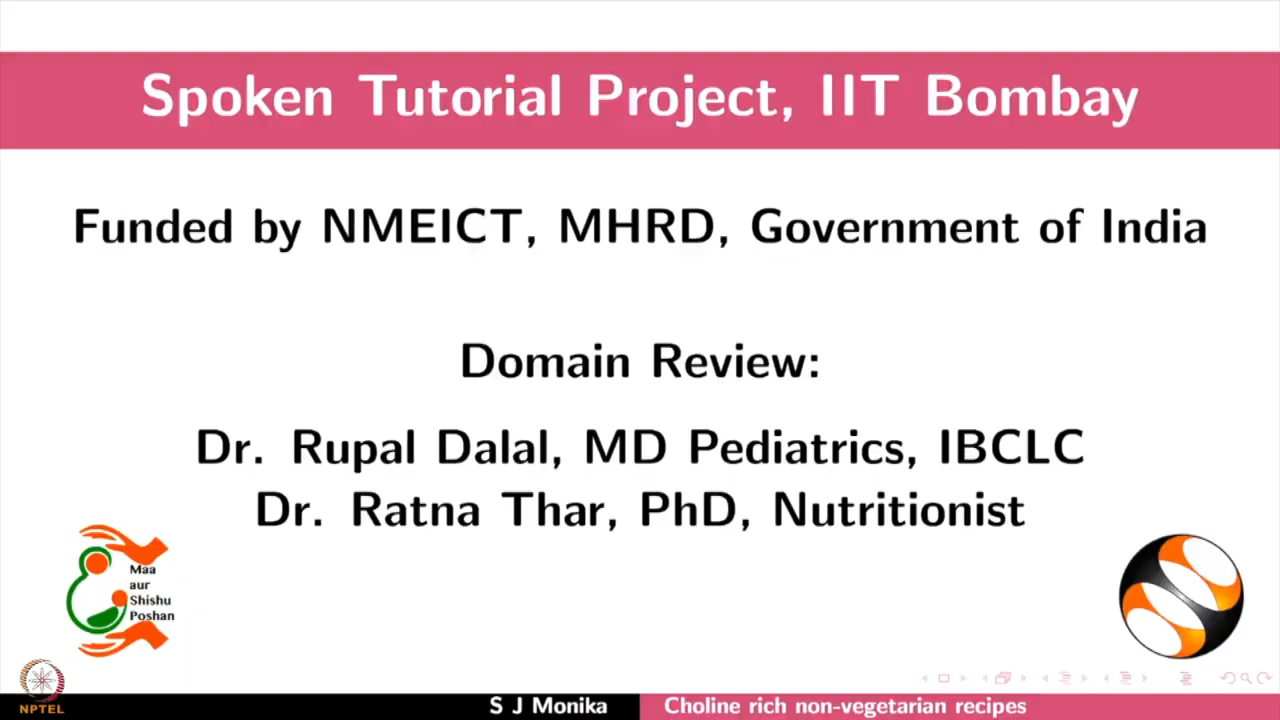 Spoken Tutorial Project, IIT Bombay
Funded by NMEICT, MHRD, Government of India
Domain Review:
Dr. Rupal Dalal, MD Pediatrics, IBCLC
Dr. Ratna Thar, PhD, Nutritionist
Maa
aur
Shishu
Poshan
NPTEL
S J Monika
Choline rich non-vegetarian recipes